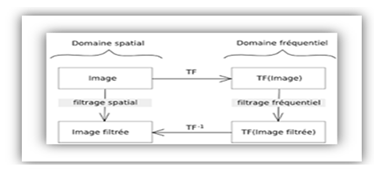 Domaine spatial Domaine fréquentiel
Image TF TF(Image)
filtrage spatial filtrage fréquentiel
Image filtrée TF⁻¹ TF(Image filtrée)